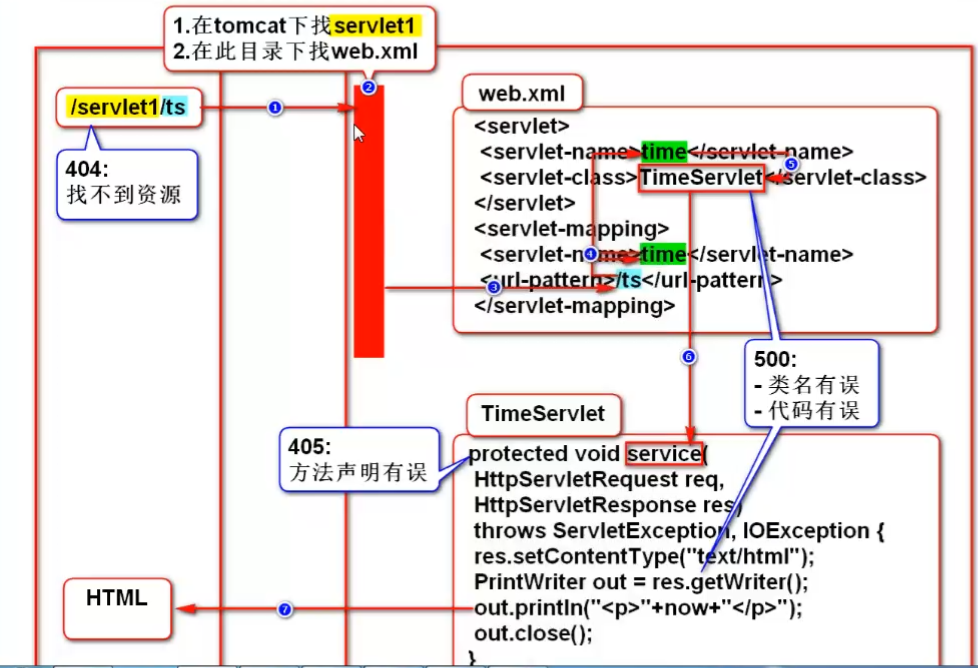 1.在tomcat下找servlet1
2.在此目录下找web.xml
/servlet1/ts
1
2
404:
找不到资源
web.xml
<servlet>
<servlet-name>time</servlet-name>
5
<servlet-class>TimeServlet</servlet-class>
</servlet>
<servlet-mapping>
<servlet-name>time</servlet-name>
4
<url-pattern>/ts</url-pattern>
3
</servlet-mapping>
6
500:
- 类名有误
- 代码有误
TimeServlet
405:
方法声明有误
protected void service(
HttpServletRequest req,
HttpServletResponse res)
throws ServletException, IOException {
res.setContentType("text/html");
PrintWriter out = res.getWriter();
out.println("<p>"+now+"</p>");
out.close();
}
HTML
7